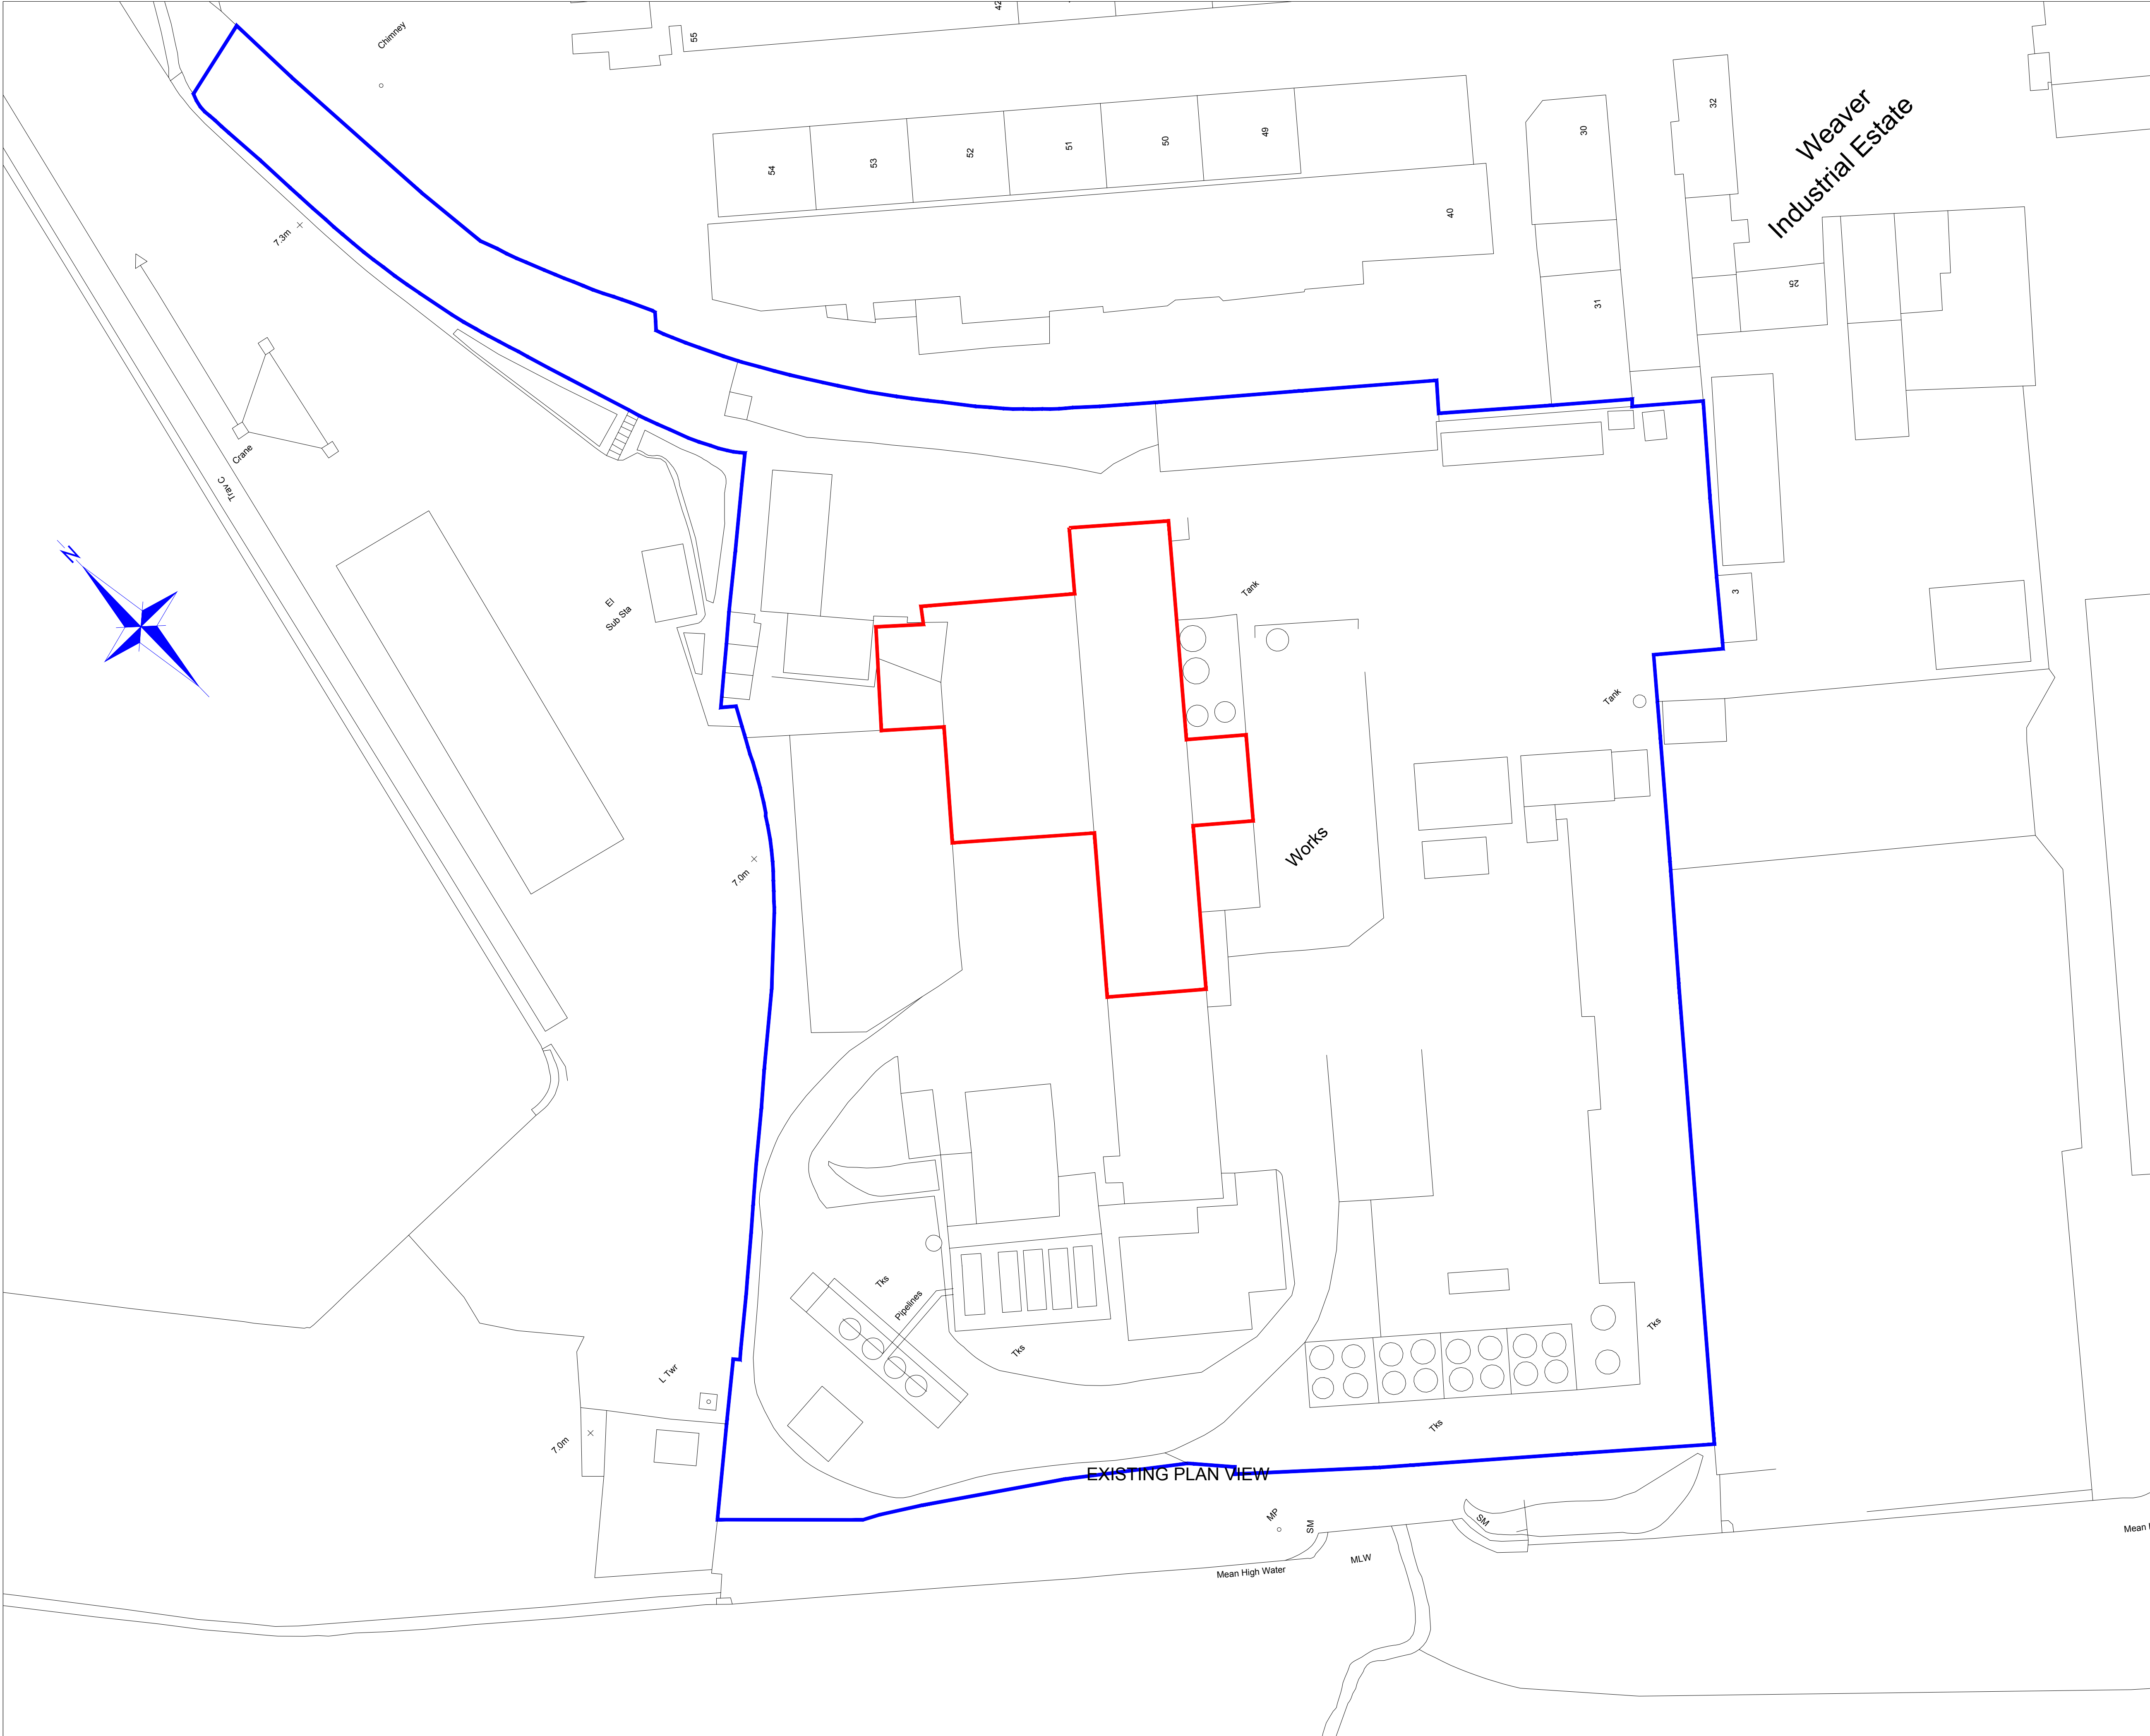 Chimney
55
42
54
53
52
51
50
49
40
30
31
32
25
3
Weaver
Industrial Estate
7.3m
Crane
Trav C
N
El
Sub Sta
Tank
Tank
Works
7.0m
Tks
Pipelines
Tks
Tks
Tks
L Twr
7.0m
EXISTING PLAN VIEW
MP
SM
SM
MLW
Mean High Water
Mean